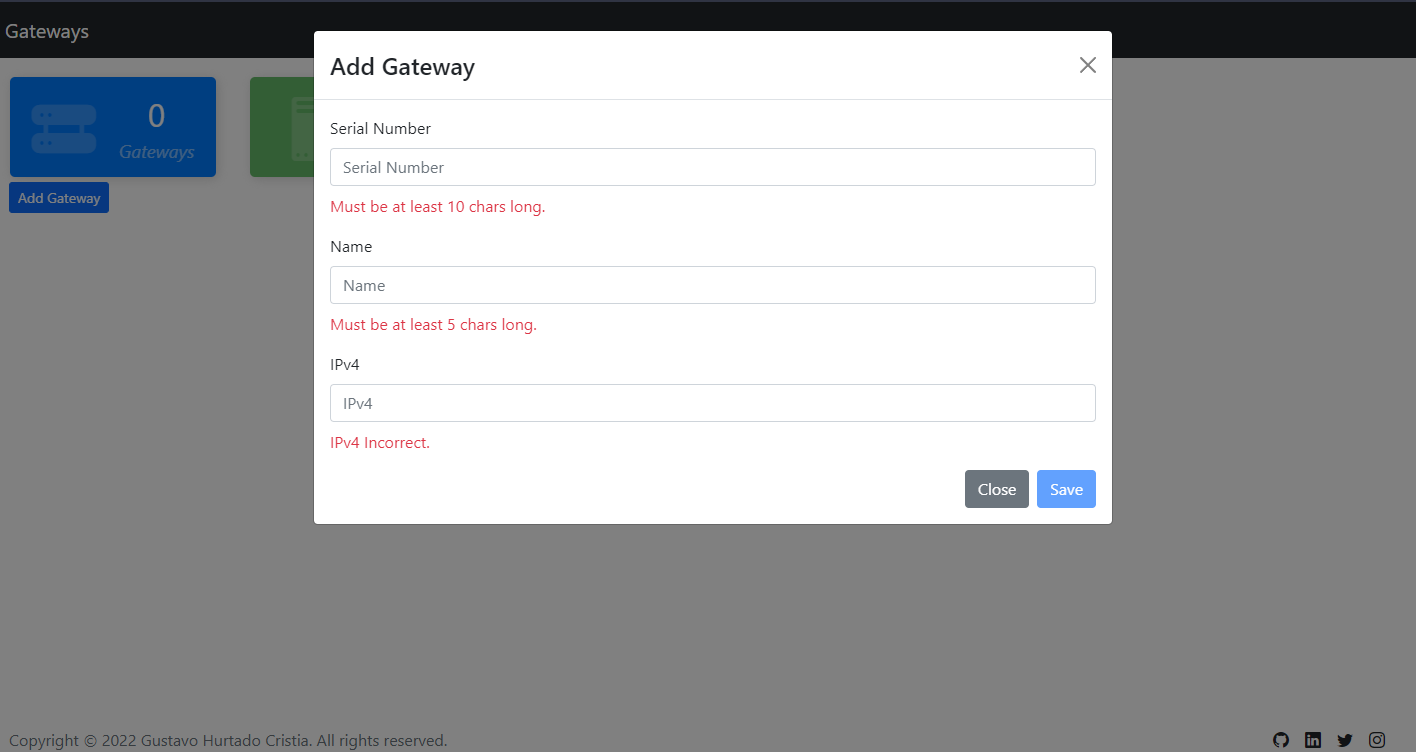 Gateways
Add Gateway
0
Gateways
Add Gateway
Serial Number
Serial Number
Must be at least 10 chars long.
Name
Name
Must be at least 5 chars long.
IPv4
IPv4
IPv4 Incorrect.
Close Save
Copyright © 2022 Gustavo Hurtado Cristia. All rights reserved.